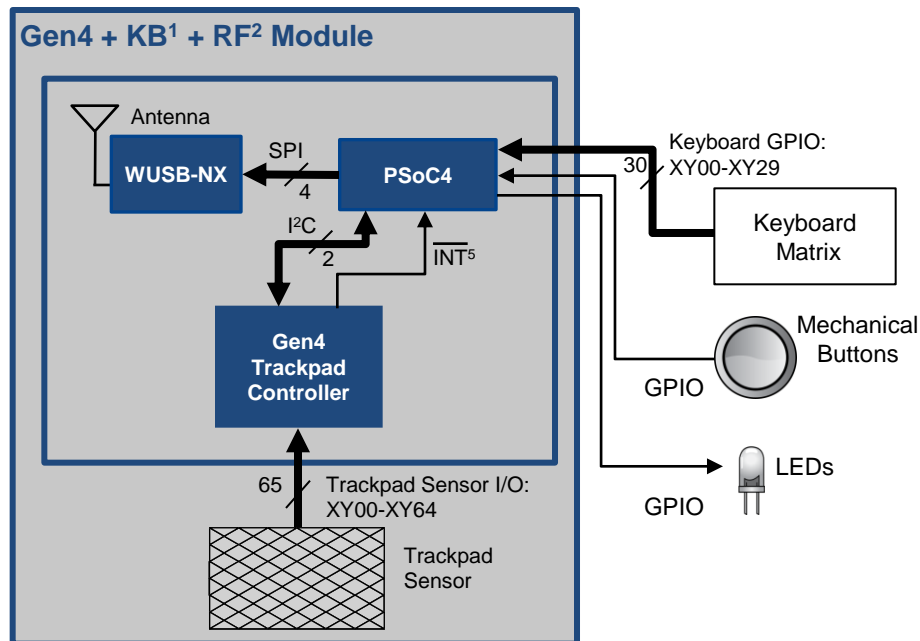 Gen4 + KB¹ + RF² Module
Antenna
WUSB-NX
SPI
4
PSoC4
Keyboard GPIO:
XY00-XY29
30
Keyboard
Matrix
I²C
2
INT⁵
Gen4
Trackpad
Controller
Mechanical
Buttons
GPIO
LEDs
GPIO
65
Trackpad Sensor I/O:
XY00-XY64
Trackpad
Sensor